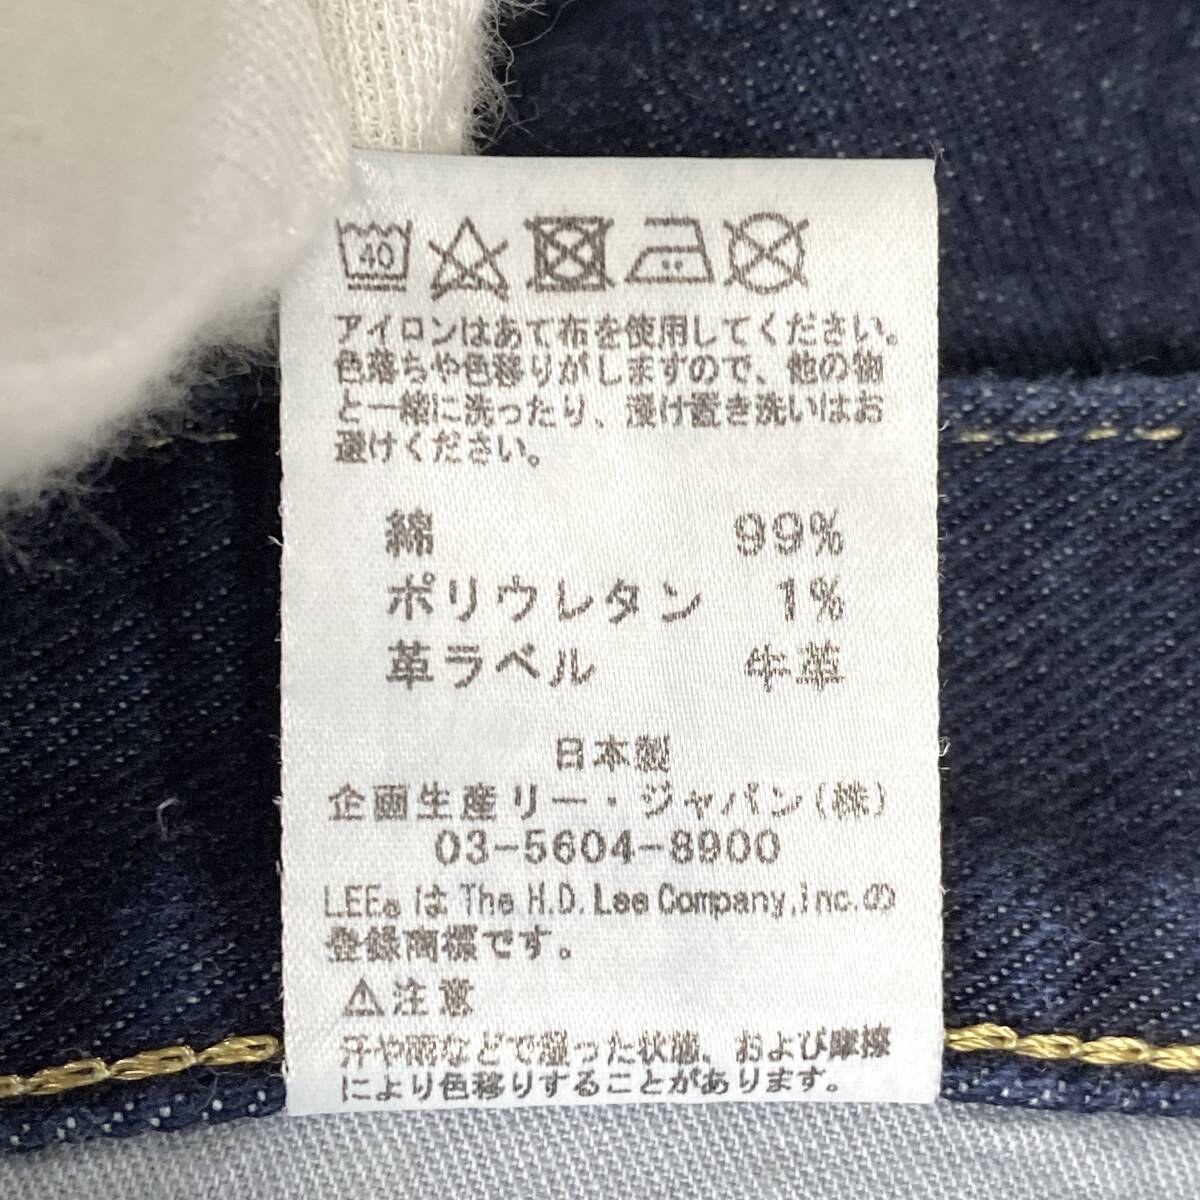 40
アイロンはあて布を使用してください。
色落ちや色移りがしますので、他の物
と一緒に洗ったり、浸け置き洗いはお
避けください。
綿 99%
ポリウレタン 1%
革ラベル 牛革
日本製
企画生産リー・ジャパン(株)
03-5604-8900
LEE®はThe H.D. Lee Company,inc.の
登録商標です。
⚠注意
汗や雨などで湿った状態、および摩擦
により色移りすることがあります。